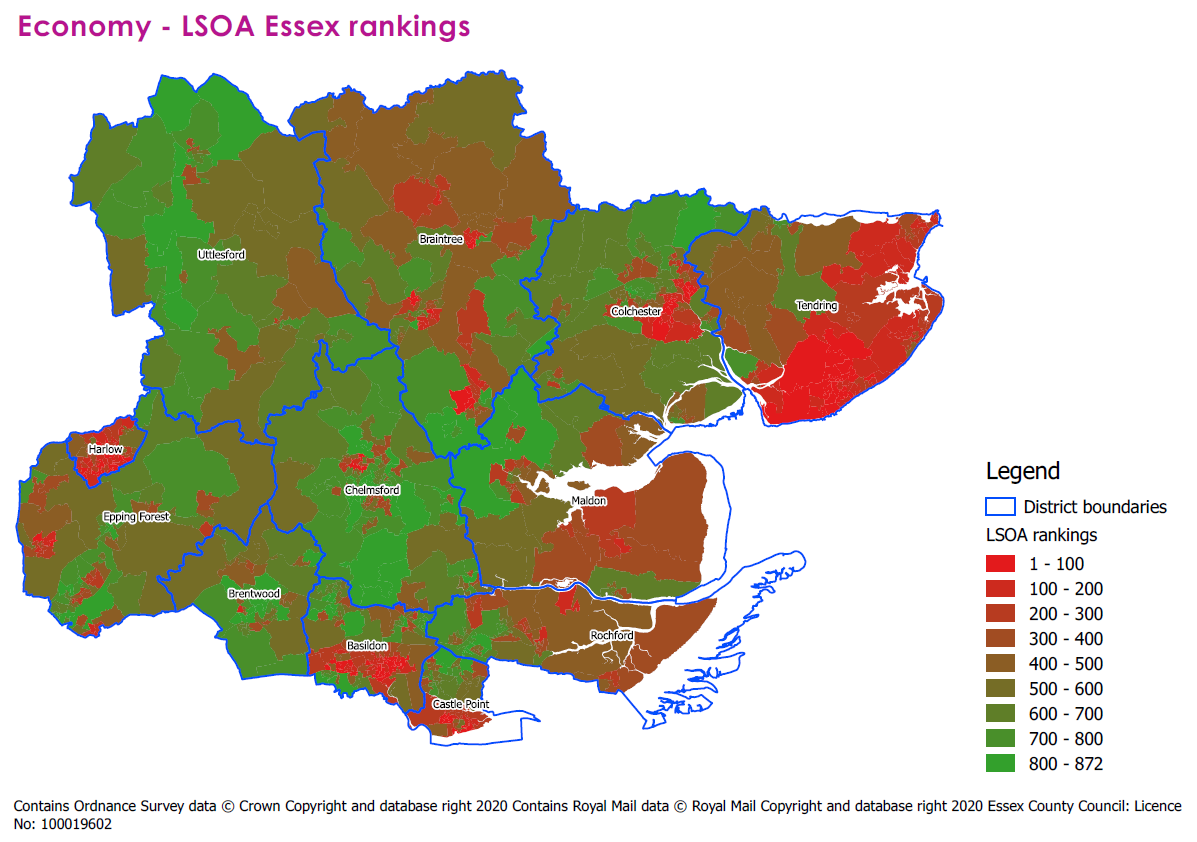 Economy - LSOA Essex rankings
Braintree
Uttlesford
Colchester
Tendring
Harlow
Chelmsford
Maldon
Epping Forest
Brentwood
Rochford
Basildon
Castle Point
Legend
District boundaries
LSOA rankings
1 - 100
100 - 200
200 - 300
300 - 400
400 - 500
500 - 600
600 - 700
700 - 800
800 - 872
Contains Ordnance Survey data © Crown Copyright and database right 2020 Contains Royal Mail data © Royal Mail Copyright and database right 2020 Essex County Council: Licence
No: 100019602